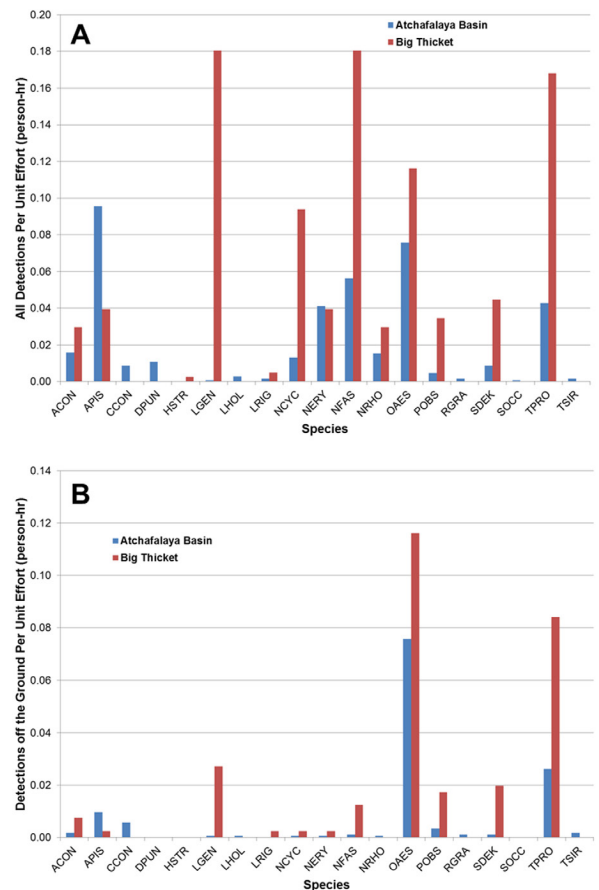 A
Atchafalaya Basin
Big Thicket
All Detections Per Unit Effort (person-hr)
0.20
0.18
0.16
0.14
0.12
0.10
0.08
0.06
0.04
0.02
0.00
ACON APIS CCON DPUN HSTR LGEN LHOL LRIG NCYC NERY NFAS NRHO OAES POBS RGRA SDEK SOCC TPRO TSIR
Species
B
Atchafalaya Basin
Big Thicket
Detections off the Ground Per Unit Effort (person-hr)
0.14
0.12
0.10
0.08
0.06
0.04
0.02
0.00
ACON APIS CCON DPUN HSTR LGEN LHOL LRIG NCYC NERY NFAS NRHO OAES POBS RGRA SDEK SOCC TPRO TSIR
Species